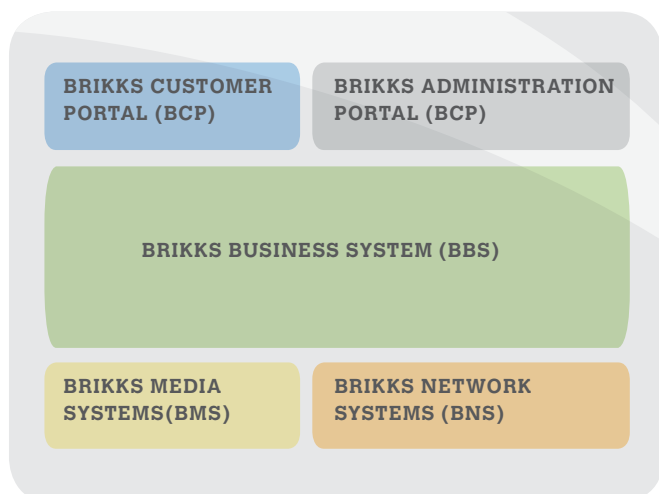 BRIKKS CUSTOMER
PORTAL (BCP)
BRIKKS ADMINISTRATION
PORTAL (BCP)
BRIKKS BUSINESS SYSTEM (BBS)
BRIKKS MEDIA
SYSTEMS(BMS)
BRIKKS NETWORK
SYSTEMS (BNS)